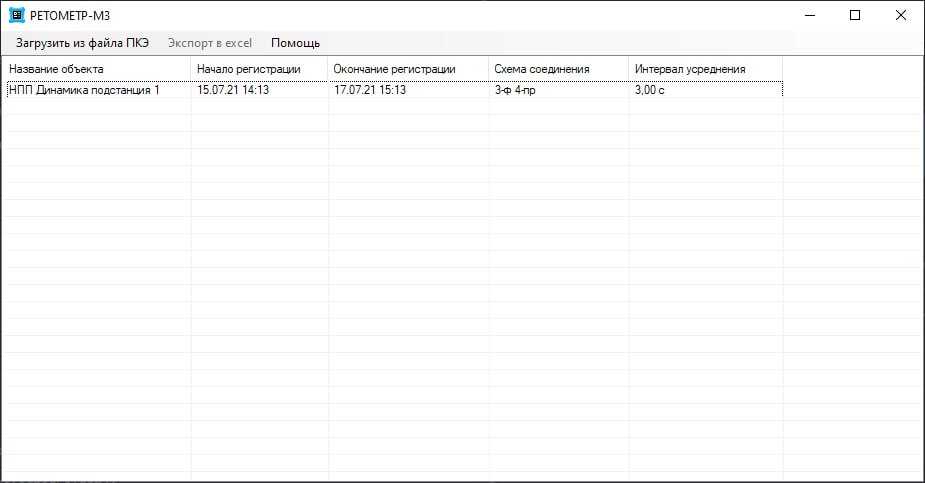 РЕТОМЕТР-М3
Загрузить из файла ПКЭ Экспорт в excel Помощь
Название объекта Начало регистрации Окончание регистрации Схема соединения Интервал усреднения
НПП Динамика подстанция 1 15.07.21 14:13 17.07.21 15:13 3-ф 4-пр 3,00 с